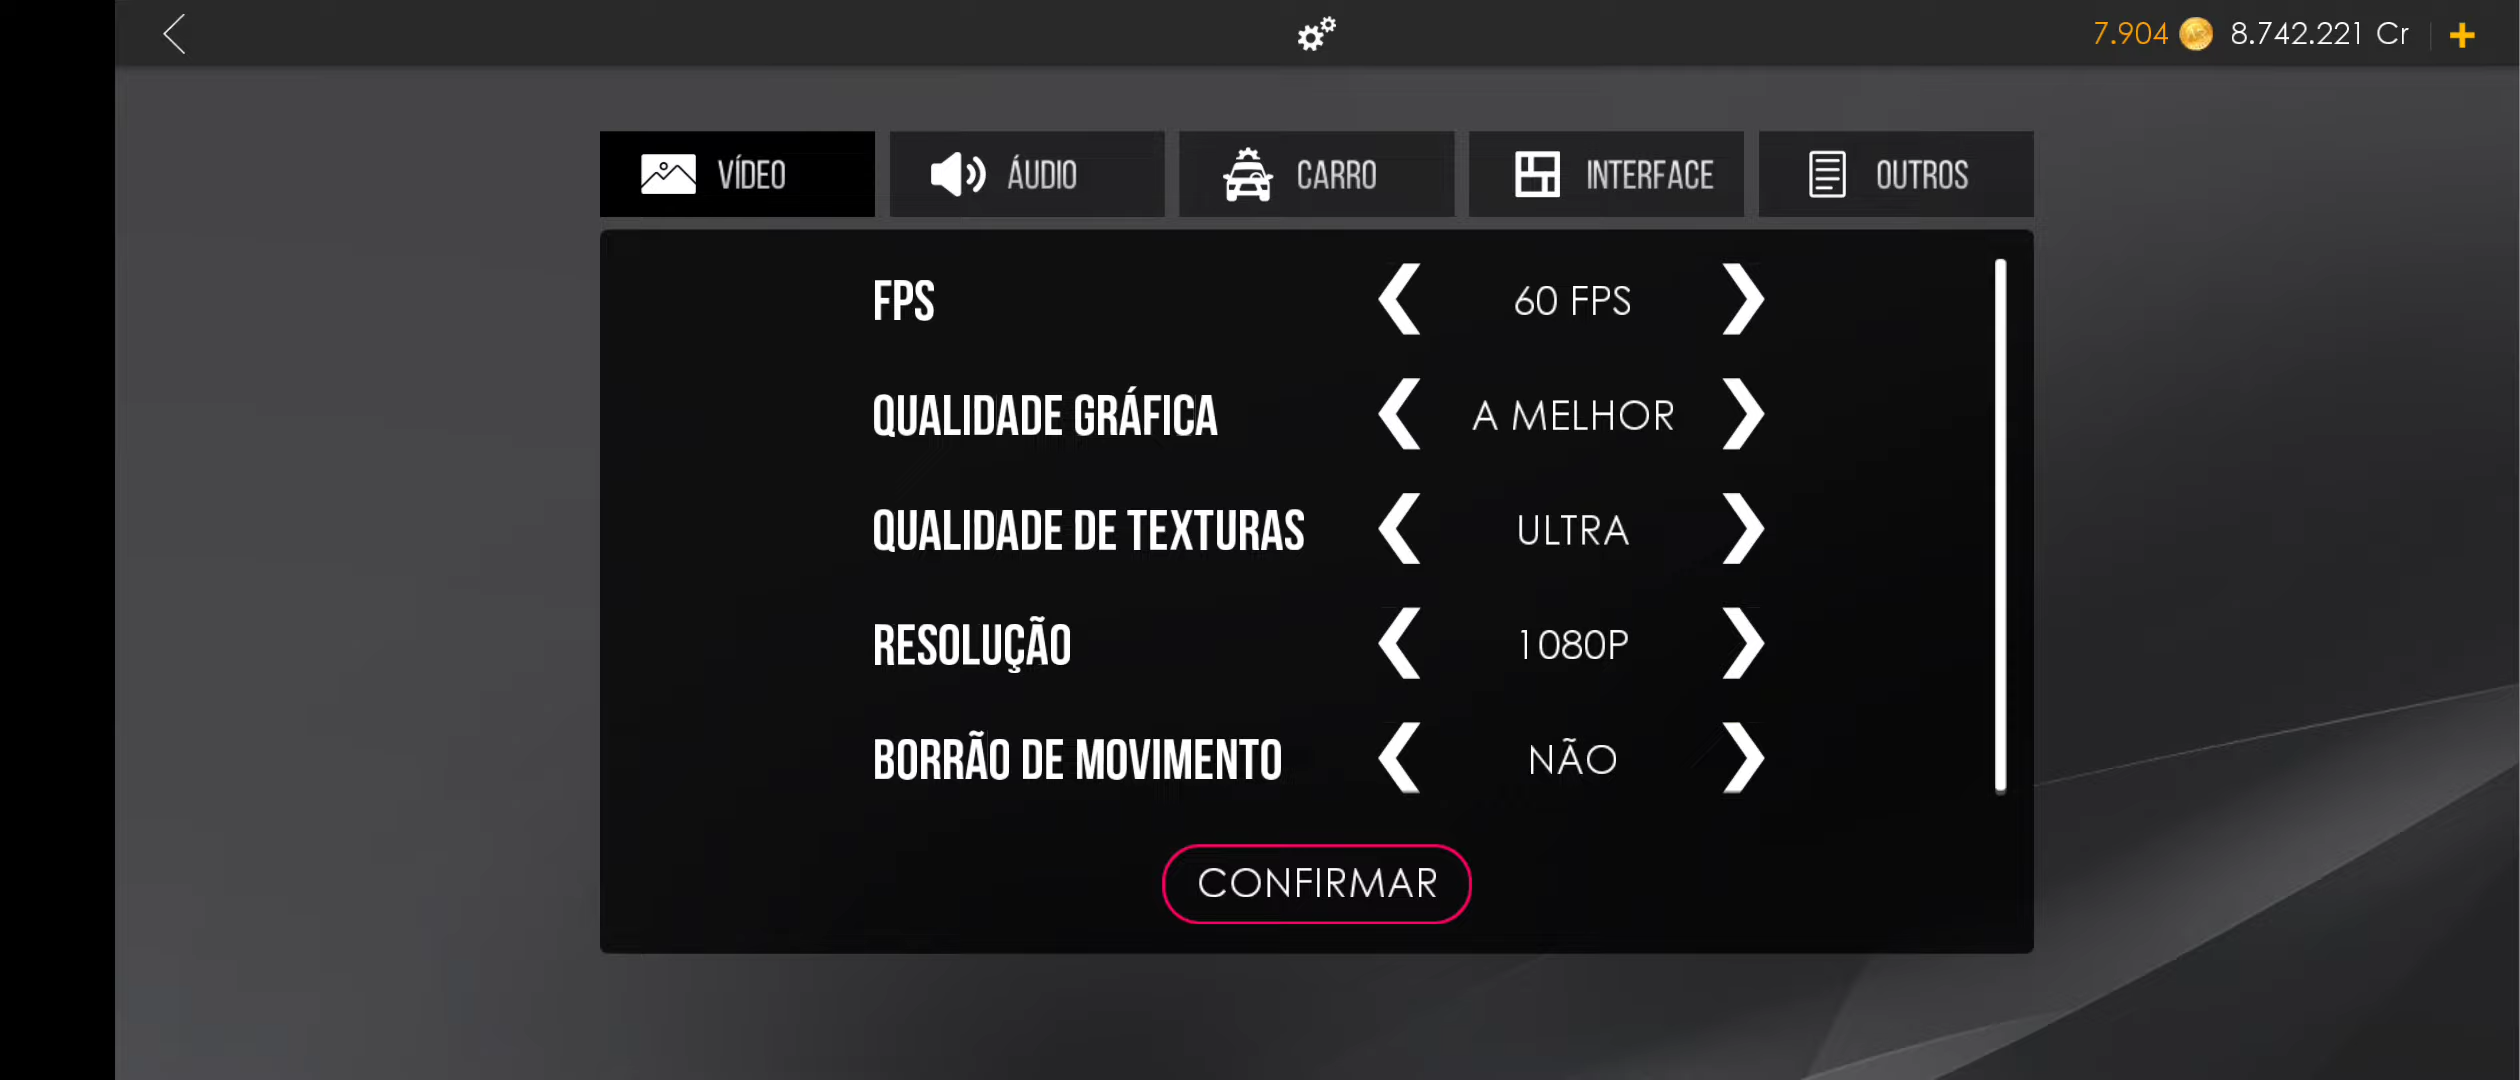 7.904 8.742.221 Cr
VÍDEO ÁUDIO CARRO INTERFACE OUTROS
FPS 60 FPS
QUALIDADE GRÁFICA A MELHOR
QUALIDADE DE TEXTURAS ULTRA
RESOLUÇÃO 1080P
BORRÃO DE MOVIMENTO NÃO
CONFIRMAR